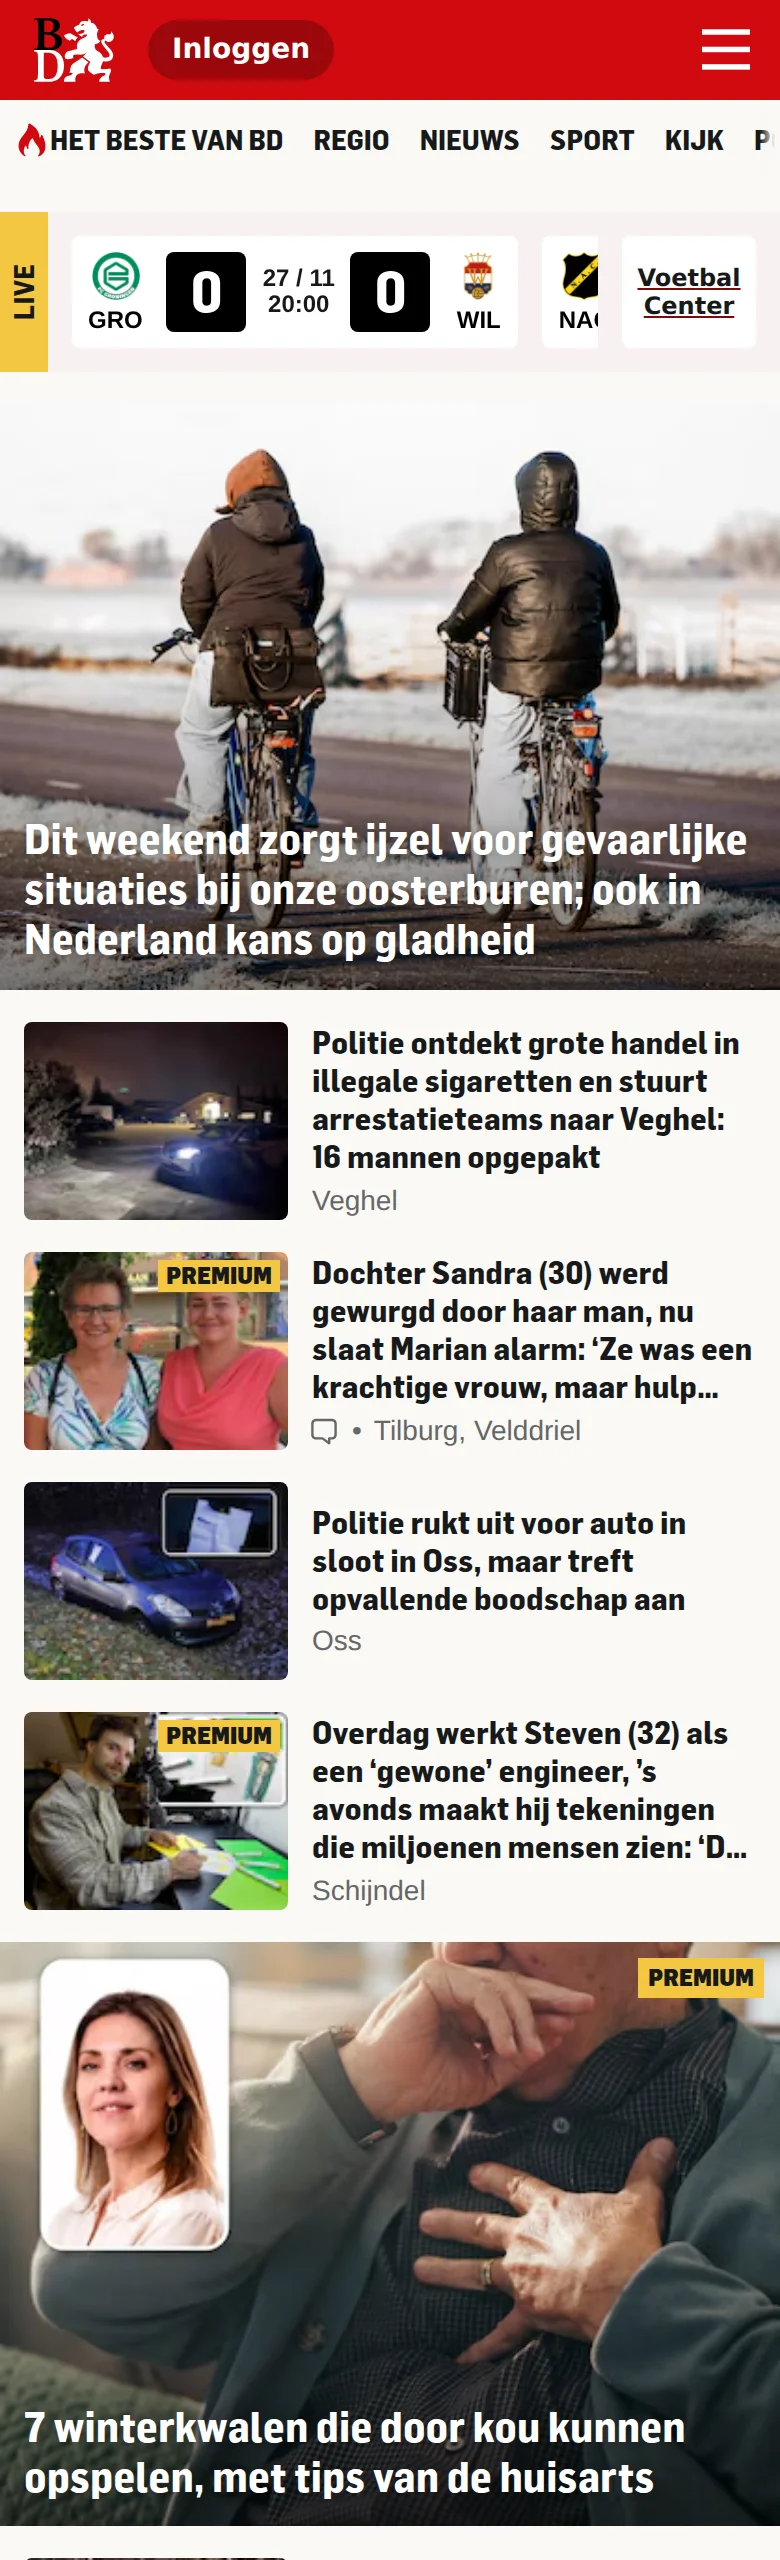 BD
Inloggen
HET BESTE VAN BD REGIO NIEUWS SPORT KIJK
LIVE
GRO
0
27 / 11
20:00
0
WIL
NAC
Voetbal
Center
Dit weekend zorgt ijzel voor gevaarlijke
situaties bij onze oosterburen; ook in
Nederland kans op gladheid
Politie ontdekt grote handel in
illegale sigaretten en stuurt
arrestatieteams naar Veghel:
16 mannen opgepakt
Veghel
PREMIUM
Dochter Sandra (30) werd
gewurgd door haar man, nu
slaat Marian alarm: ‘Ze was een
krachtige vrouw, maar hulp...
• Tilburg, Velddriel
Politie rukt uit voor auto in
sloot in Oss, maar treft
opvallende boodschap aan
Oss
PREMIUM
Overdag werkt Steven (32) als
een ‘gewone’ engineer, ’s
avonds maakt hij tekeningen
die miljoenen mensen zien: ‘D...
Schijndel
PREMIUM
7 winterkwalen die door kou kunnen
opspelen, met tips van de huisarts